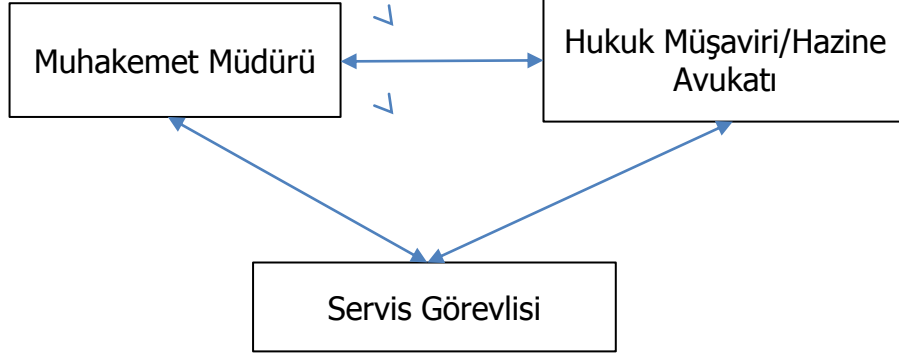 Muhakemet Müdürü
Hukuk Müşaviri/Hazine
Avukatı
Servis Görevlisi